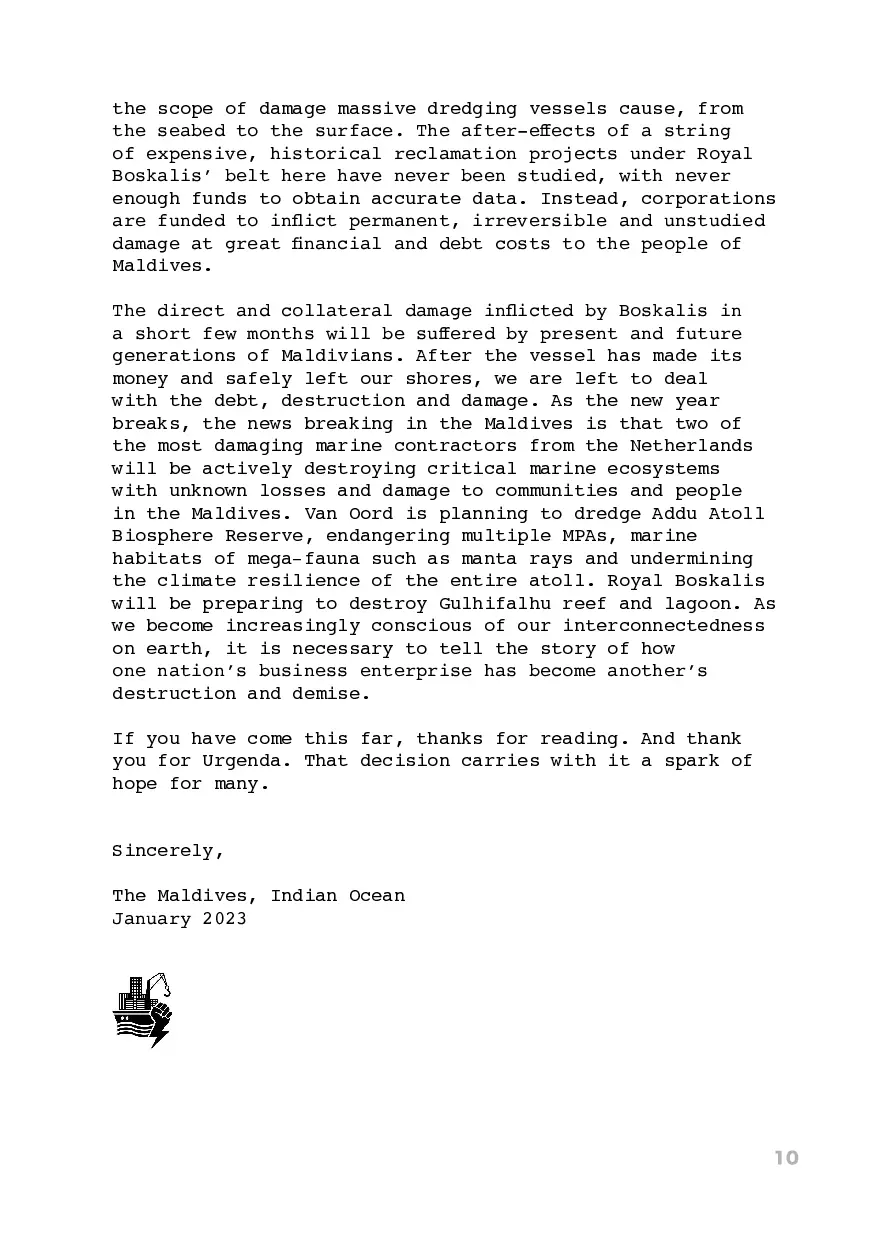 the scope of damage massive dredging vessels cause, from
the seabed to the surface. The after-effects of a string
of expensive, historical reclamation projects under Royal
Boskalis’ belt here have never been studied, with never
enough funds to obtain accurate data. Instead, corporations
are funded to inflict permanent, irreversible and unstudied
damage at great financial and debt costs to the people of
Maldives.
The direct and collateral damage inflicted by Boskalis in
a short few months will be suffered by present and future
generations of Maldivians. After the vessel has made its
money and safely left our shores, we are left to deal
with the debt, destruction and damage. As the new year
breaks, the news breaking in the Maldives is that two of
the most damaging marine contractors from the Netherlands
will be actively destroying critical marine ecosystems
with unknown losses and damage to communities and people
in the Maldives. Van Oord is planning to dredge Addu Atoll
Biosphere Reserve, endangering multiple MPAs, marine
habitats of mega-fauna such as manta rays and undermining
the climate resilience of the entire atoll. Royal Boskalis
will be preparing to destroy Gulhifalhu reef and lagoon. As
we become increasingly conscious of our interconnectedness
on earth, it is necessary to tell the story of how
one nation’s business enterprise has become another’s
destruction and demise.
If you have come this far, thanks for reading. And thank
you for Urgenda. That decision carries with it a spark of
hope for many.
Sincerely,
The Maldives, Indian Ocean
January 2023
10